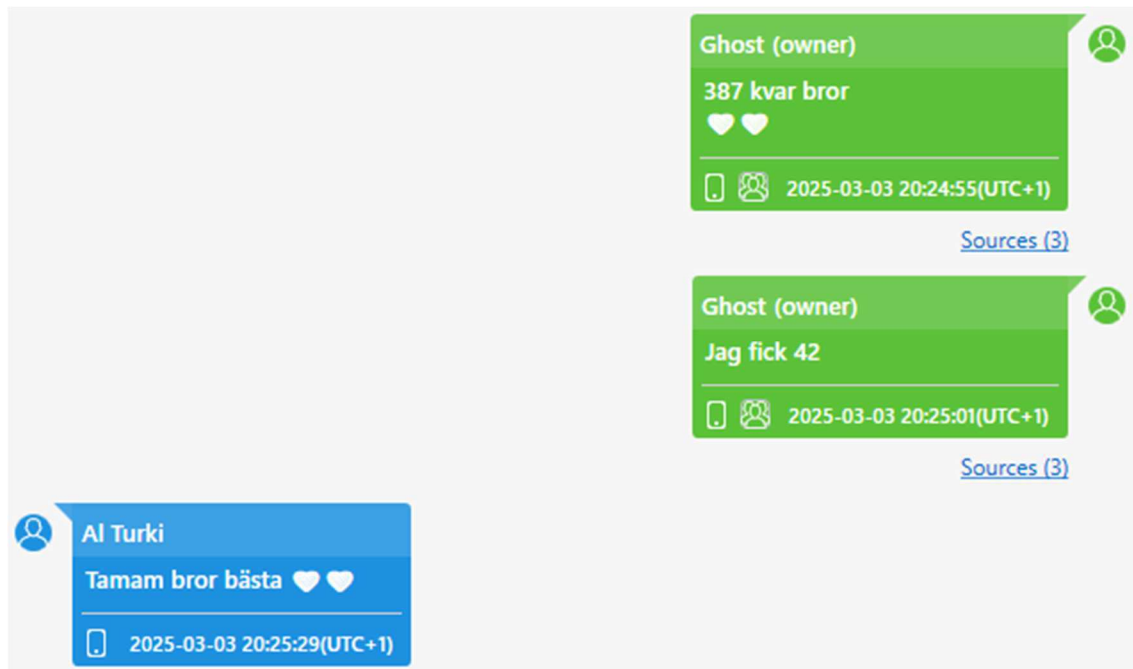 Ghost (owner)
387 kvar bror
🤍🤍
2025-03-03 20:24:55(UTC+1)
Sources (3)
Ghost (owner)
Jag fick 42
2025-03-03 20:25:01(UTC+1)
Sources (3)
Al Turki
Tamam bror bästa 🤍🤍
2025-03-03 20:25:29(UTC+1)